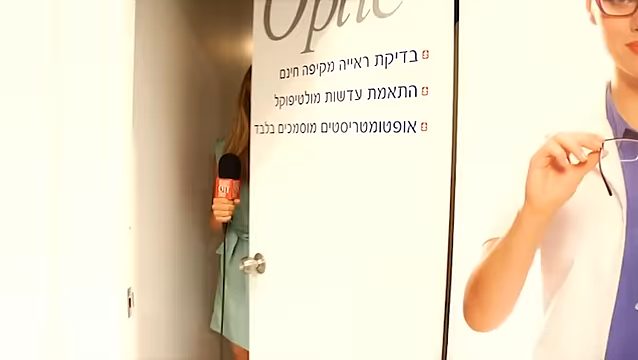 Optic
בדיקת ראייה מקיפה חינם
התאמת עדשות מולטיפוקל
אופטומטריסטים מוסמכים בלבד